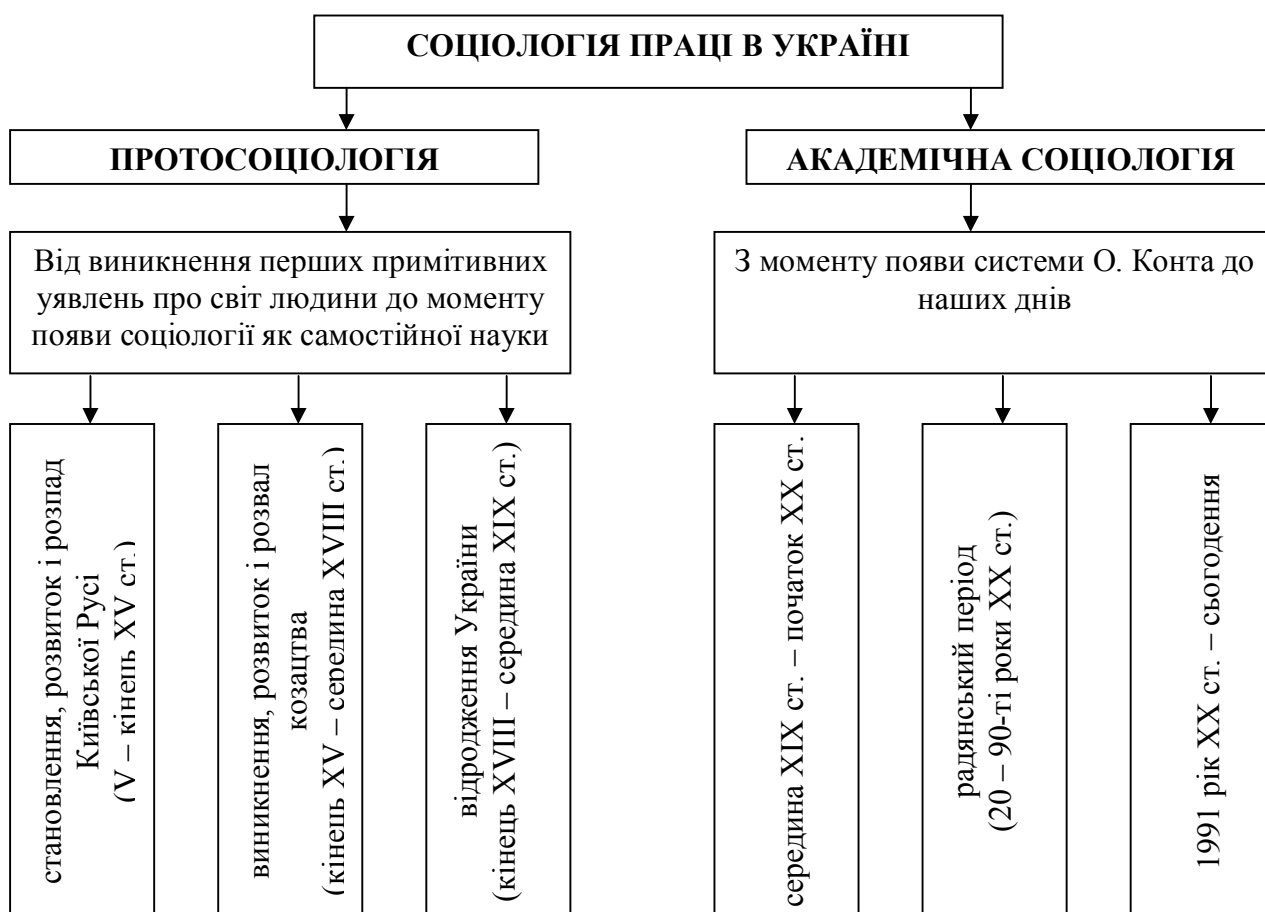 СОЦІОЛОГІЯ ПРАЦІ В УКРАЇНІ
ПРОТОСОЦІОЛОГІЯ
АКАДЕМІЧНА СОЦІОЛОГІЯ
Від виникнення перших примітивних
уявлень про світ людини до моменту
появи соціології як самостійної науки
З моменту появи системи О. Конта до
наших днів
становлення, розвиток і розпад
Київської Русі
(V – кінець XV ст.)
виникнення, розвиток і розвал
козацтва
(кінець XV – середина XVIII ст.)
відродження України
(кінець XVIII – середина XIX ст.)
середина XIX ст. – початок XX ст.
радянський період
(20 – 90-ті роки XX ст.)
1991 рік XX ст. – сьогодення